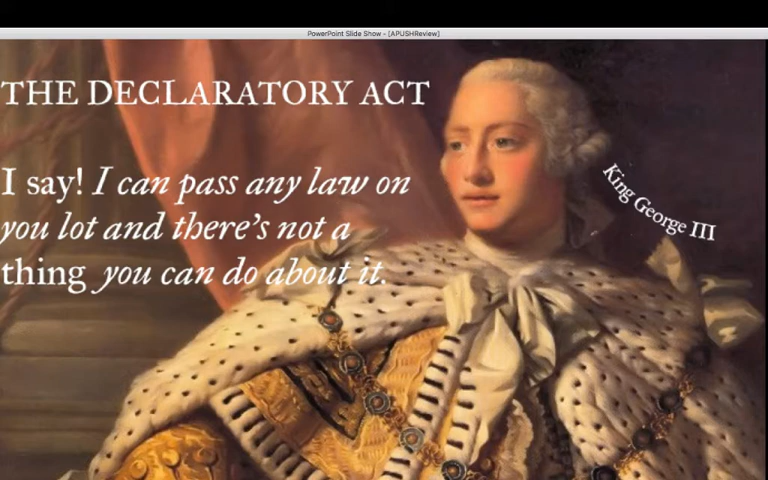 PowerPoint Slide Show - [APUSHReview]
THE DECLARATORY ACT
I say! I can pass any law on
you lot and there's not a
thing you can do about it.
King George III